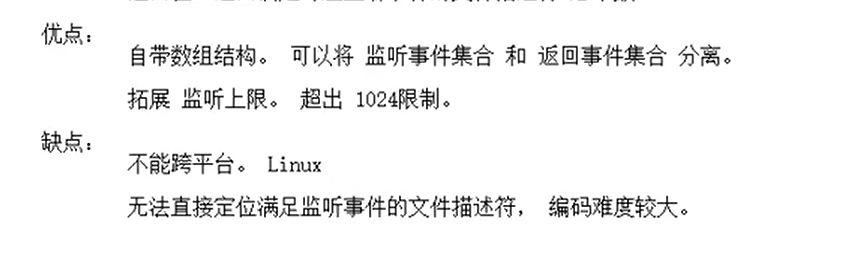 优点：
自带数组结构。 可以将 监听事件集合 和 返回事件集合 分离。
拓展 监听上限。 超出 1024限制。
缺点：
不能跨平台。 Linux
无法直接定位满足监听事件的文件描述符， 编码难度较大。